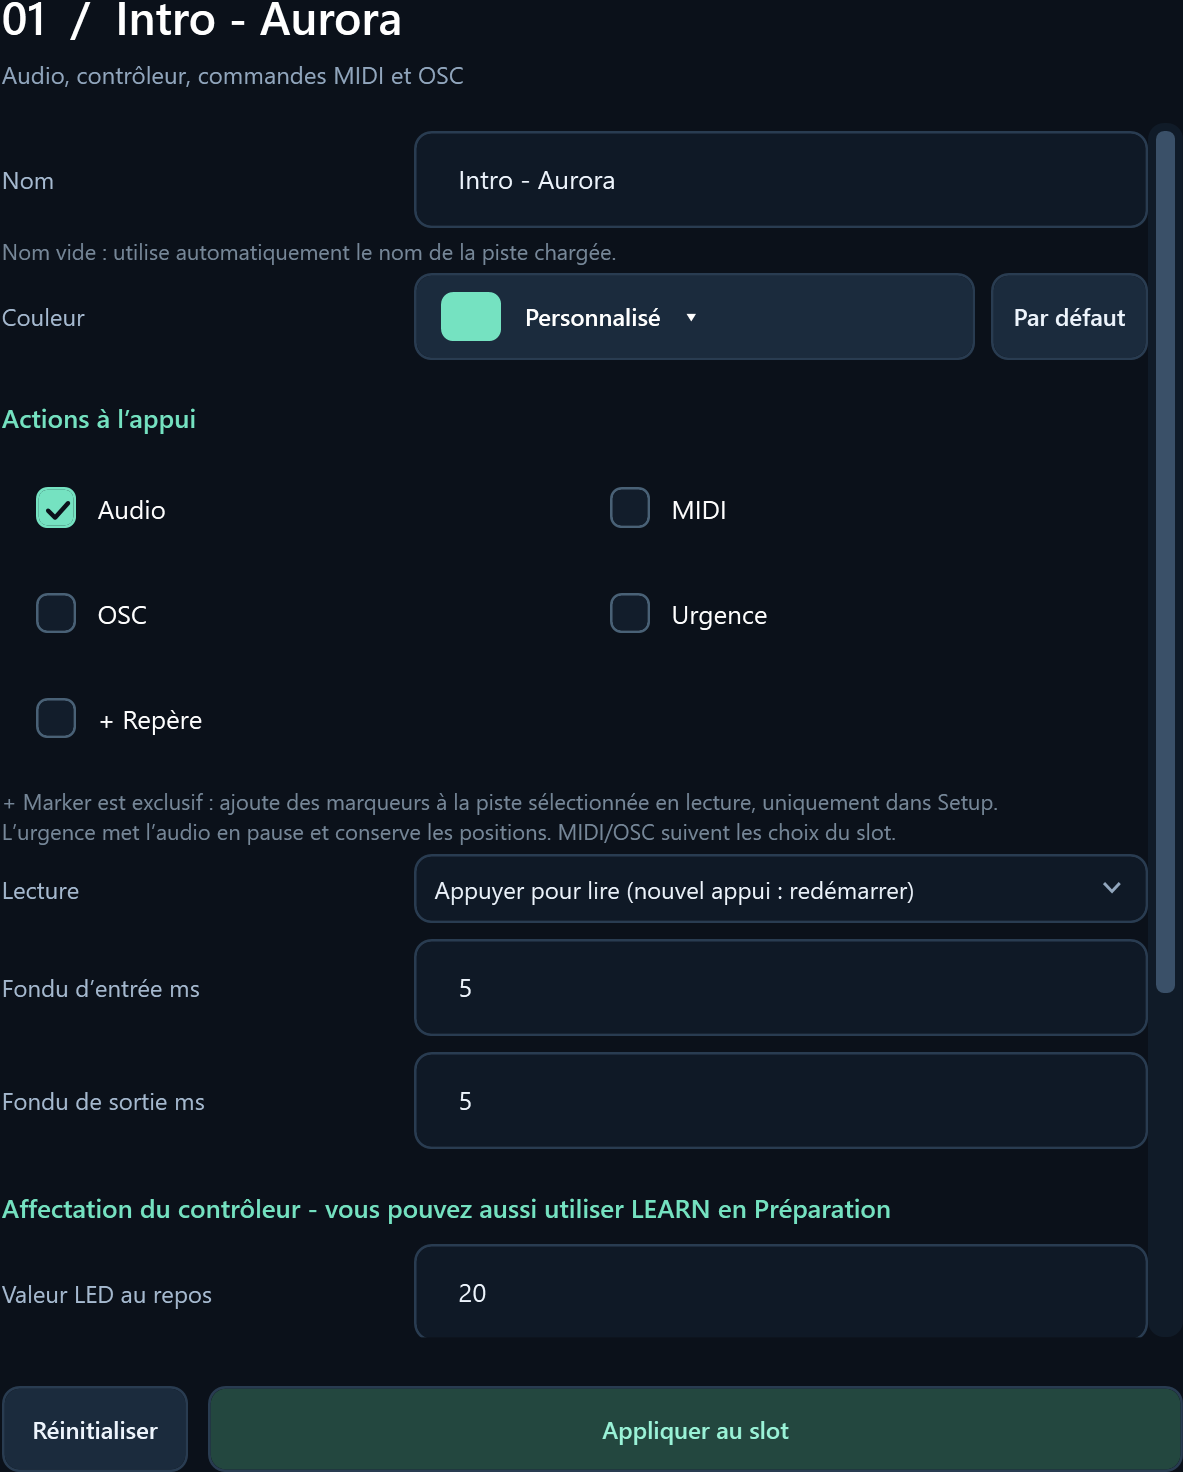 01 / Intro - Aurora
Audio, contrôleur, commandes MIDI et OSC
Nom
Intro - Aurora
Nom vide : utilise automatiquement le nom de la piste chargée.
Couleur
Personnalisé
Par défaut
Actions à l’appui
Audio
MIDI
OSC
Urgence
+ Repère
+ Marker est exclusif : ajoute des marqueurs à la piste sélectionnée en lecture, uniquement dans Setup.
L’urgence met l’audio en pause et conserve les positions. MIDI/OSC suivent les choix du slot.
Lecture
Appuyer pour lire (nouvel appui : redémarrer)
Fondu d’entrée ms
5
Fondu de sortie ms
5
Affectation du contrôleur - vous pouvez aussi utiliser LEARN en Préparation
Valeur LED au repos
20
Réinitialiser
Appliquer au slot